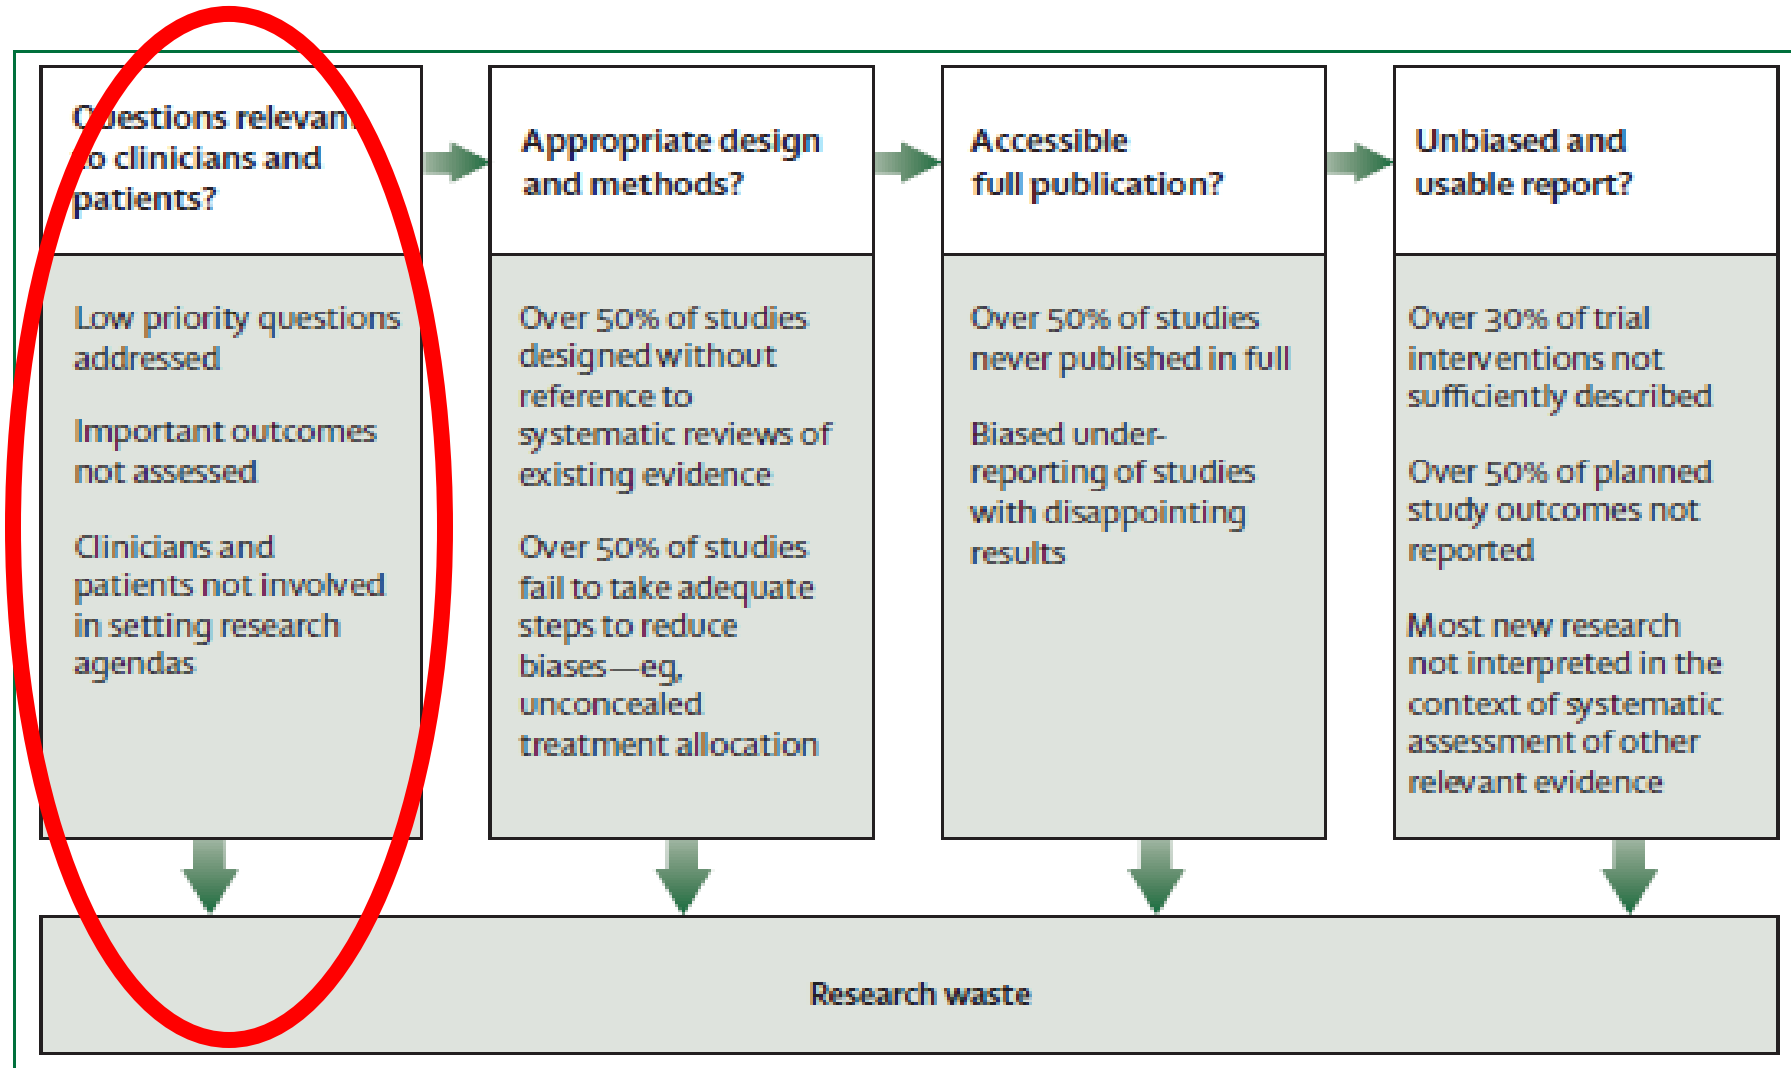 Questions relevant
to clinicians and
patients?
Low priority questions
addressed
Important outcomes
not assessed
Clinicians and
patients not involved
in setting research
agendas
Appropriate design
and methods?
Over 50% of studies
designed without
reference to
systematic reviews of
existing evidence
Over 50% of studies
fail to take adequate
steps to reduce
biases—eg,
unconcealed
treatment allocation
Accessible
full publication?
Over 50% of studies
never published in full
Biased under-
reporting of studies
with disappointing
results
Unbiased and
usable report?
Over 30% of trial
interventions not
sufficiently described
Over 50% of planned
study outcomes not
reported
Most new research
not interpreted in the
context of systematic
assessment of other
relevant evidence
Research waste